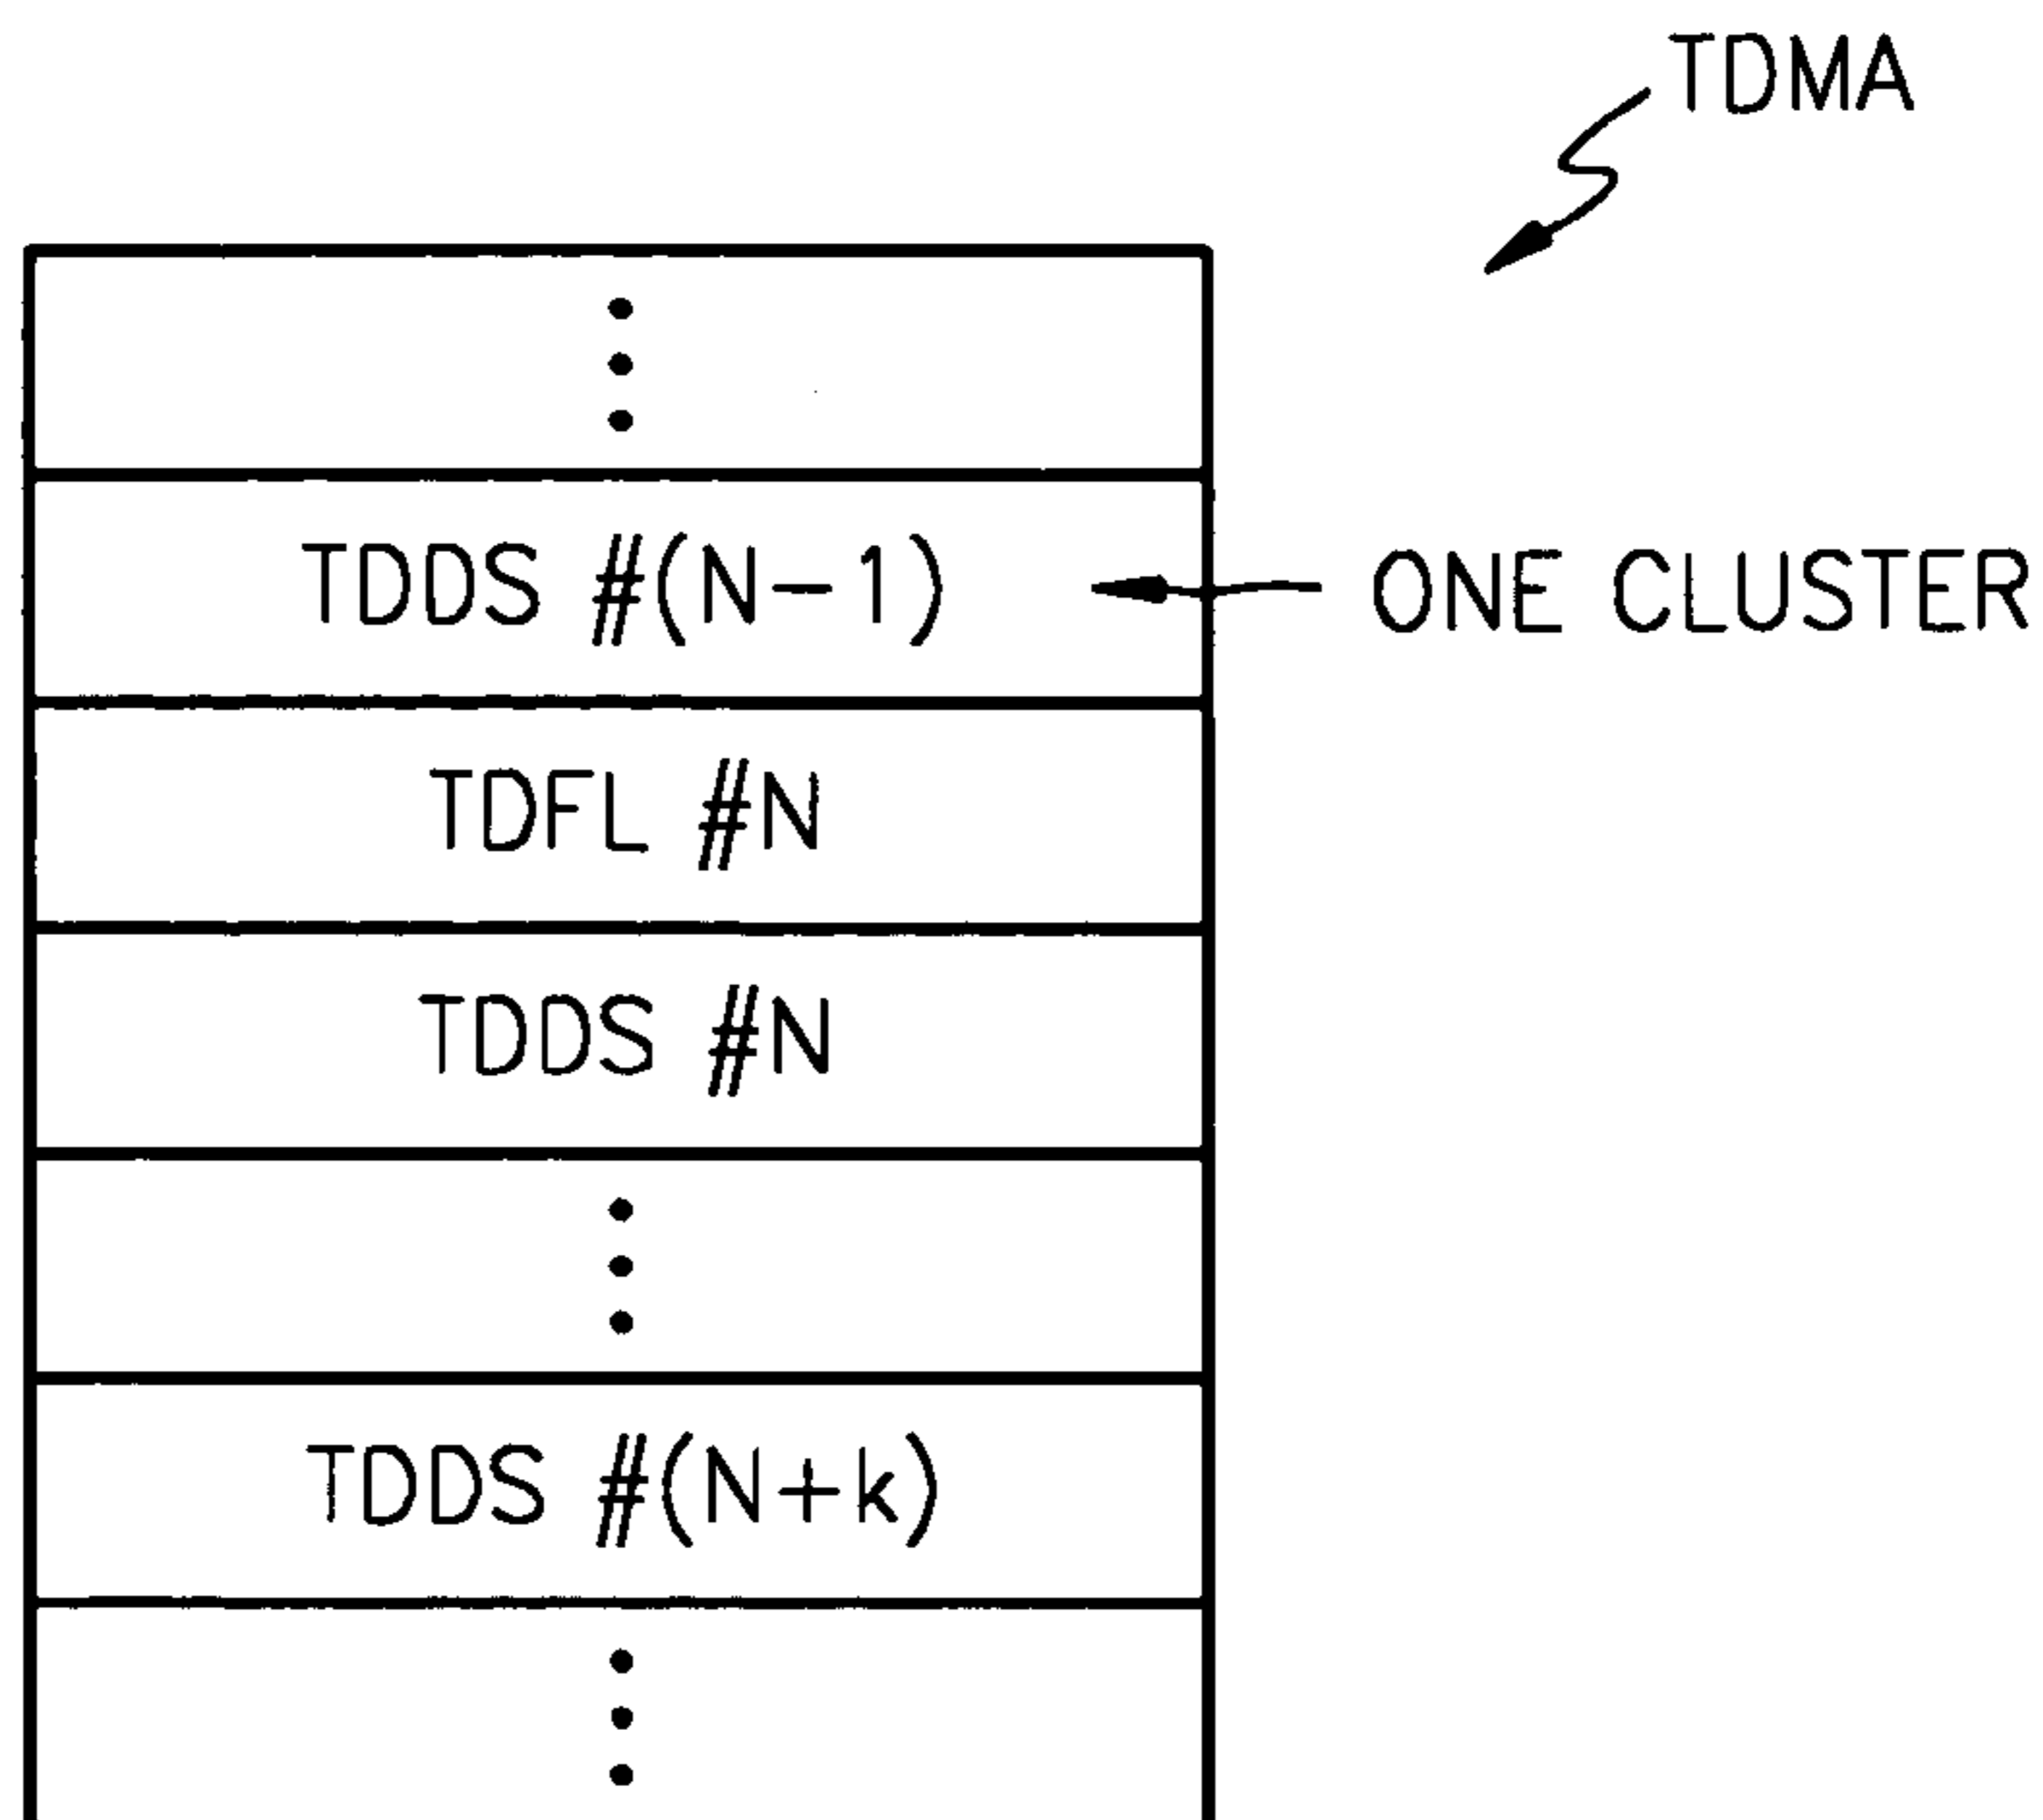 TDMA
TDDS #(N-1)
ONE CLUSTER
TDFL #N
TDDS #N
TDDS #(N+k)